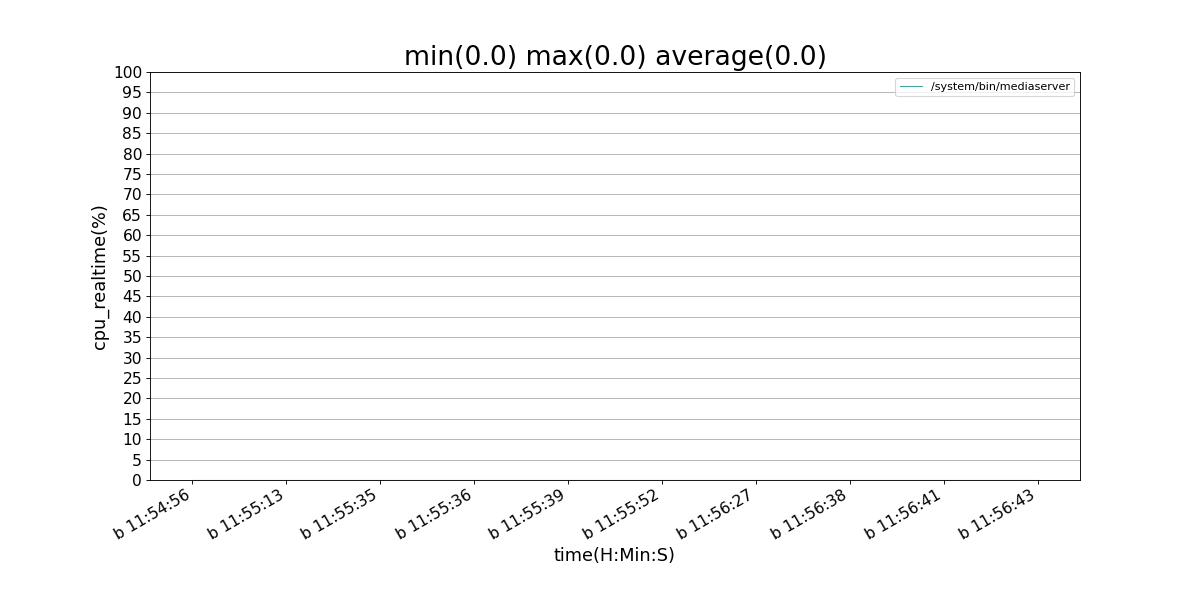 min(0.0) max(0.0) average(0.0)
/system/bin/mediaserver
cpu_realtime(%)
100
95
90
85
80
75
70
65
60
55
50
45
40
35
30
25
20
15
10
5
0
b 11:54:56
b 11:55:13
b 11:55:35
b 11:55:36
b 11:55:39
b 11:55:52
b 11:56:27
b 11:56:38
b 11:56:41
b 11:56:43
time(H:Min:S)